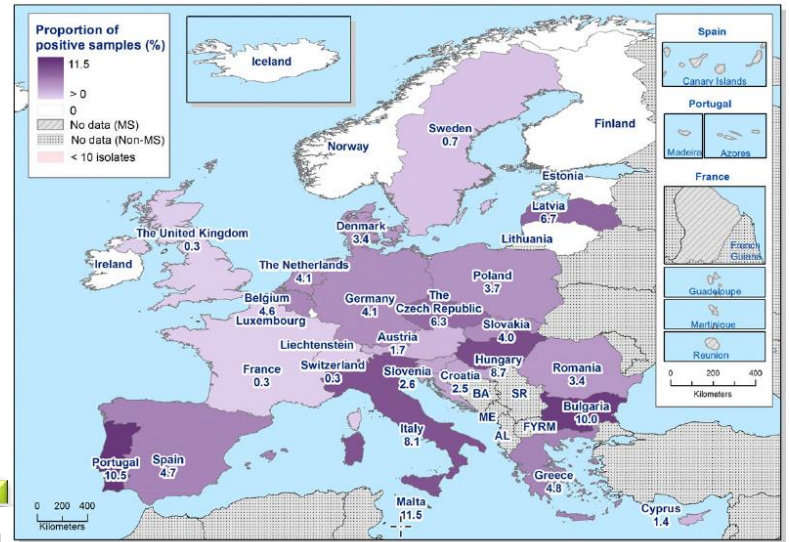 Proportion of
positive samples (%)
11.5
> 0
0
No data (MS)
No data (Non-MS)
< 10 isolates
Iceland
Norway
Sweden
0.7
Finland
Estonia
Latvia
6.7
Lithuania
The United Kingdom
0.3
Ireland
Denmark
3.4
The Netherlands
4.1
Belgium
4.6
Luxembourg
Germany
4.1
Poland
3.7
The
Czech Republic
6.3
Slovakia
4.0
Liechtenstein
Austria
1.7
France
0.3
Switzerland
0.3
Slovenia
2.6
Croatia
2.5
Hungary
8.7
Romania
3.4
BA
SR
ME
AL
FYRM
Bulgaria
10.0
Italy
8.1
Portugal
10.5
Spain
4.7
Greece
4.8
Malta
11.5
Cyprus
1.4
0 200 400
Kilometers
Spain
Canary Islands
Portugal
Madeira
Azores
France
French
Guiana
Guadeloupe
Martinique
Reunion
0 200 400
Kilometers